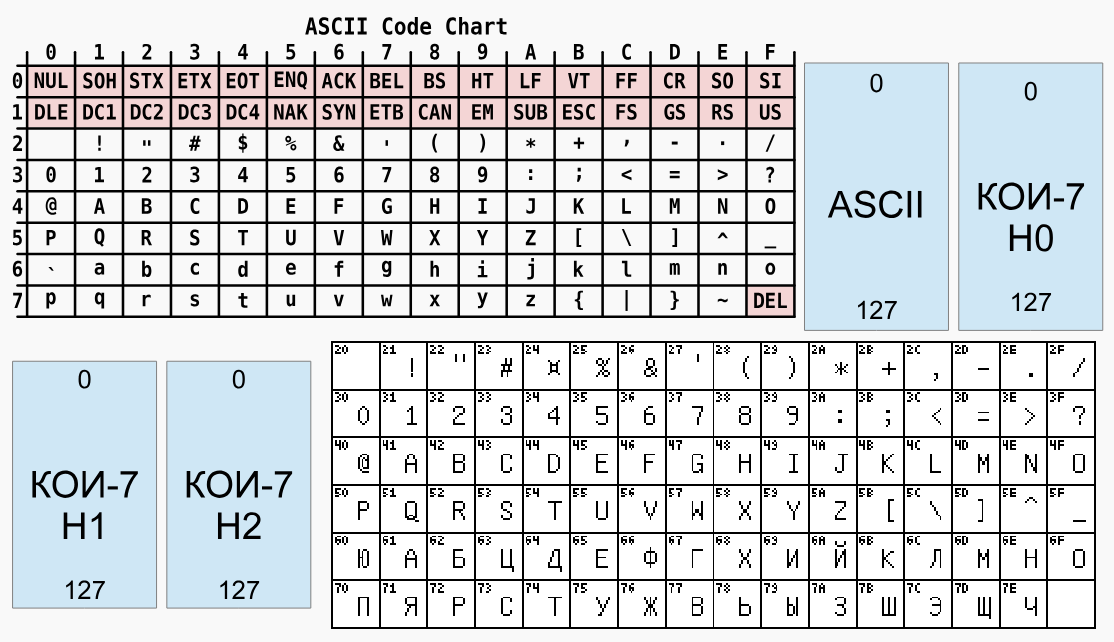 ASCII Code Chart
0 1 2 3 4 5 6 7 8 9 A B C D E F
0 NUL SOH STX ETX EOT ENQ ACK BEL BS HT LF VT FF CR SO SI
1 DLE DC1 DC2 DC3 DC4 NAK SYN ETB CAN EM SUB ESC FS GS RS US
2 ! " # $ % & ' ( ) * + , - . /
3 0 1 2 3 4 5 6 7 8 9 : ; < = > ?
4 @ A B C D E F G H I J K L M N O
5 P Q R S T U V W X Y Z [ \ ] ^ _
6 ` a b c d e f g h i j k l m n o
7 p q r s t u v w x y z { | } ~ DEL
0
ASCII
127
0
КОИ-7
Н0
127
0
КОИ-7
Н1
127
0
КОИ-7
Н2
127
20 21 22 23 24 25 26 27 28 29 2A 2B 2C 2D 2E 2F
! " # ¤ % & ' ( ) * + , - . /
30 31 32 33 34 35 36 37 38 39 3A 3B 3C 3D 3E 3F
0 1 2 3 4 5 6 7 8 9 : ; < = > ?
40 41 42 43 44 45 46 47 48 49 4A 4B 4C 4D 4E 4F
@ A B C D E F G H I J K L M N O
50 51 52 53 54 55 56 57 58 59 5A 5B 5C 5D 5E 5F
P Q R S T U V W X Y Z [ \ ] ^ _
60 61 62 63 64 65 66 67 68 69 6A 6B 6C 6D 6E 6F
Ю А Б Ц Д Е Ф Г Х И Й К Л М Н О
70 71 72 73 74 75 76 77 78 79 7A 7B 7C 7D 7E
П Я Р С Т У Ж В Ь Ы З Ш Э Щ Ч